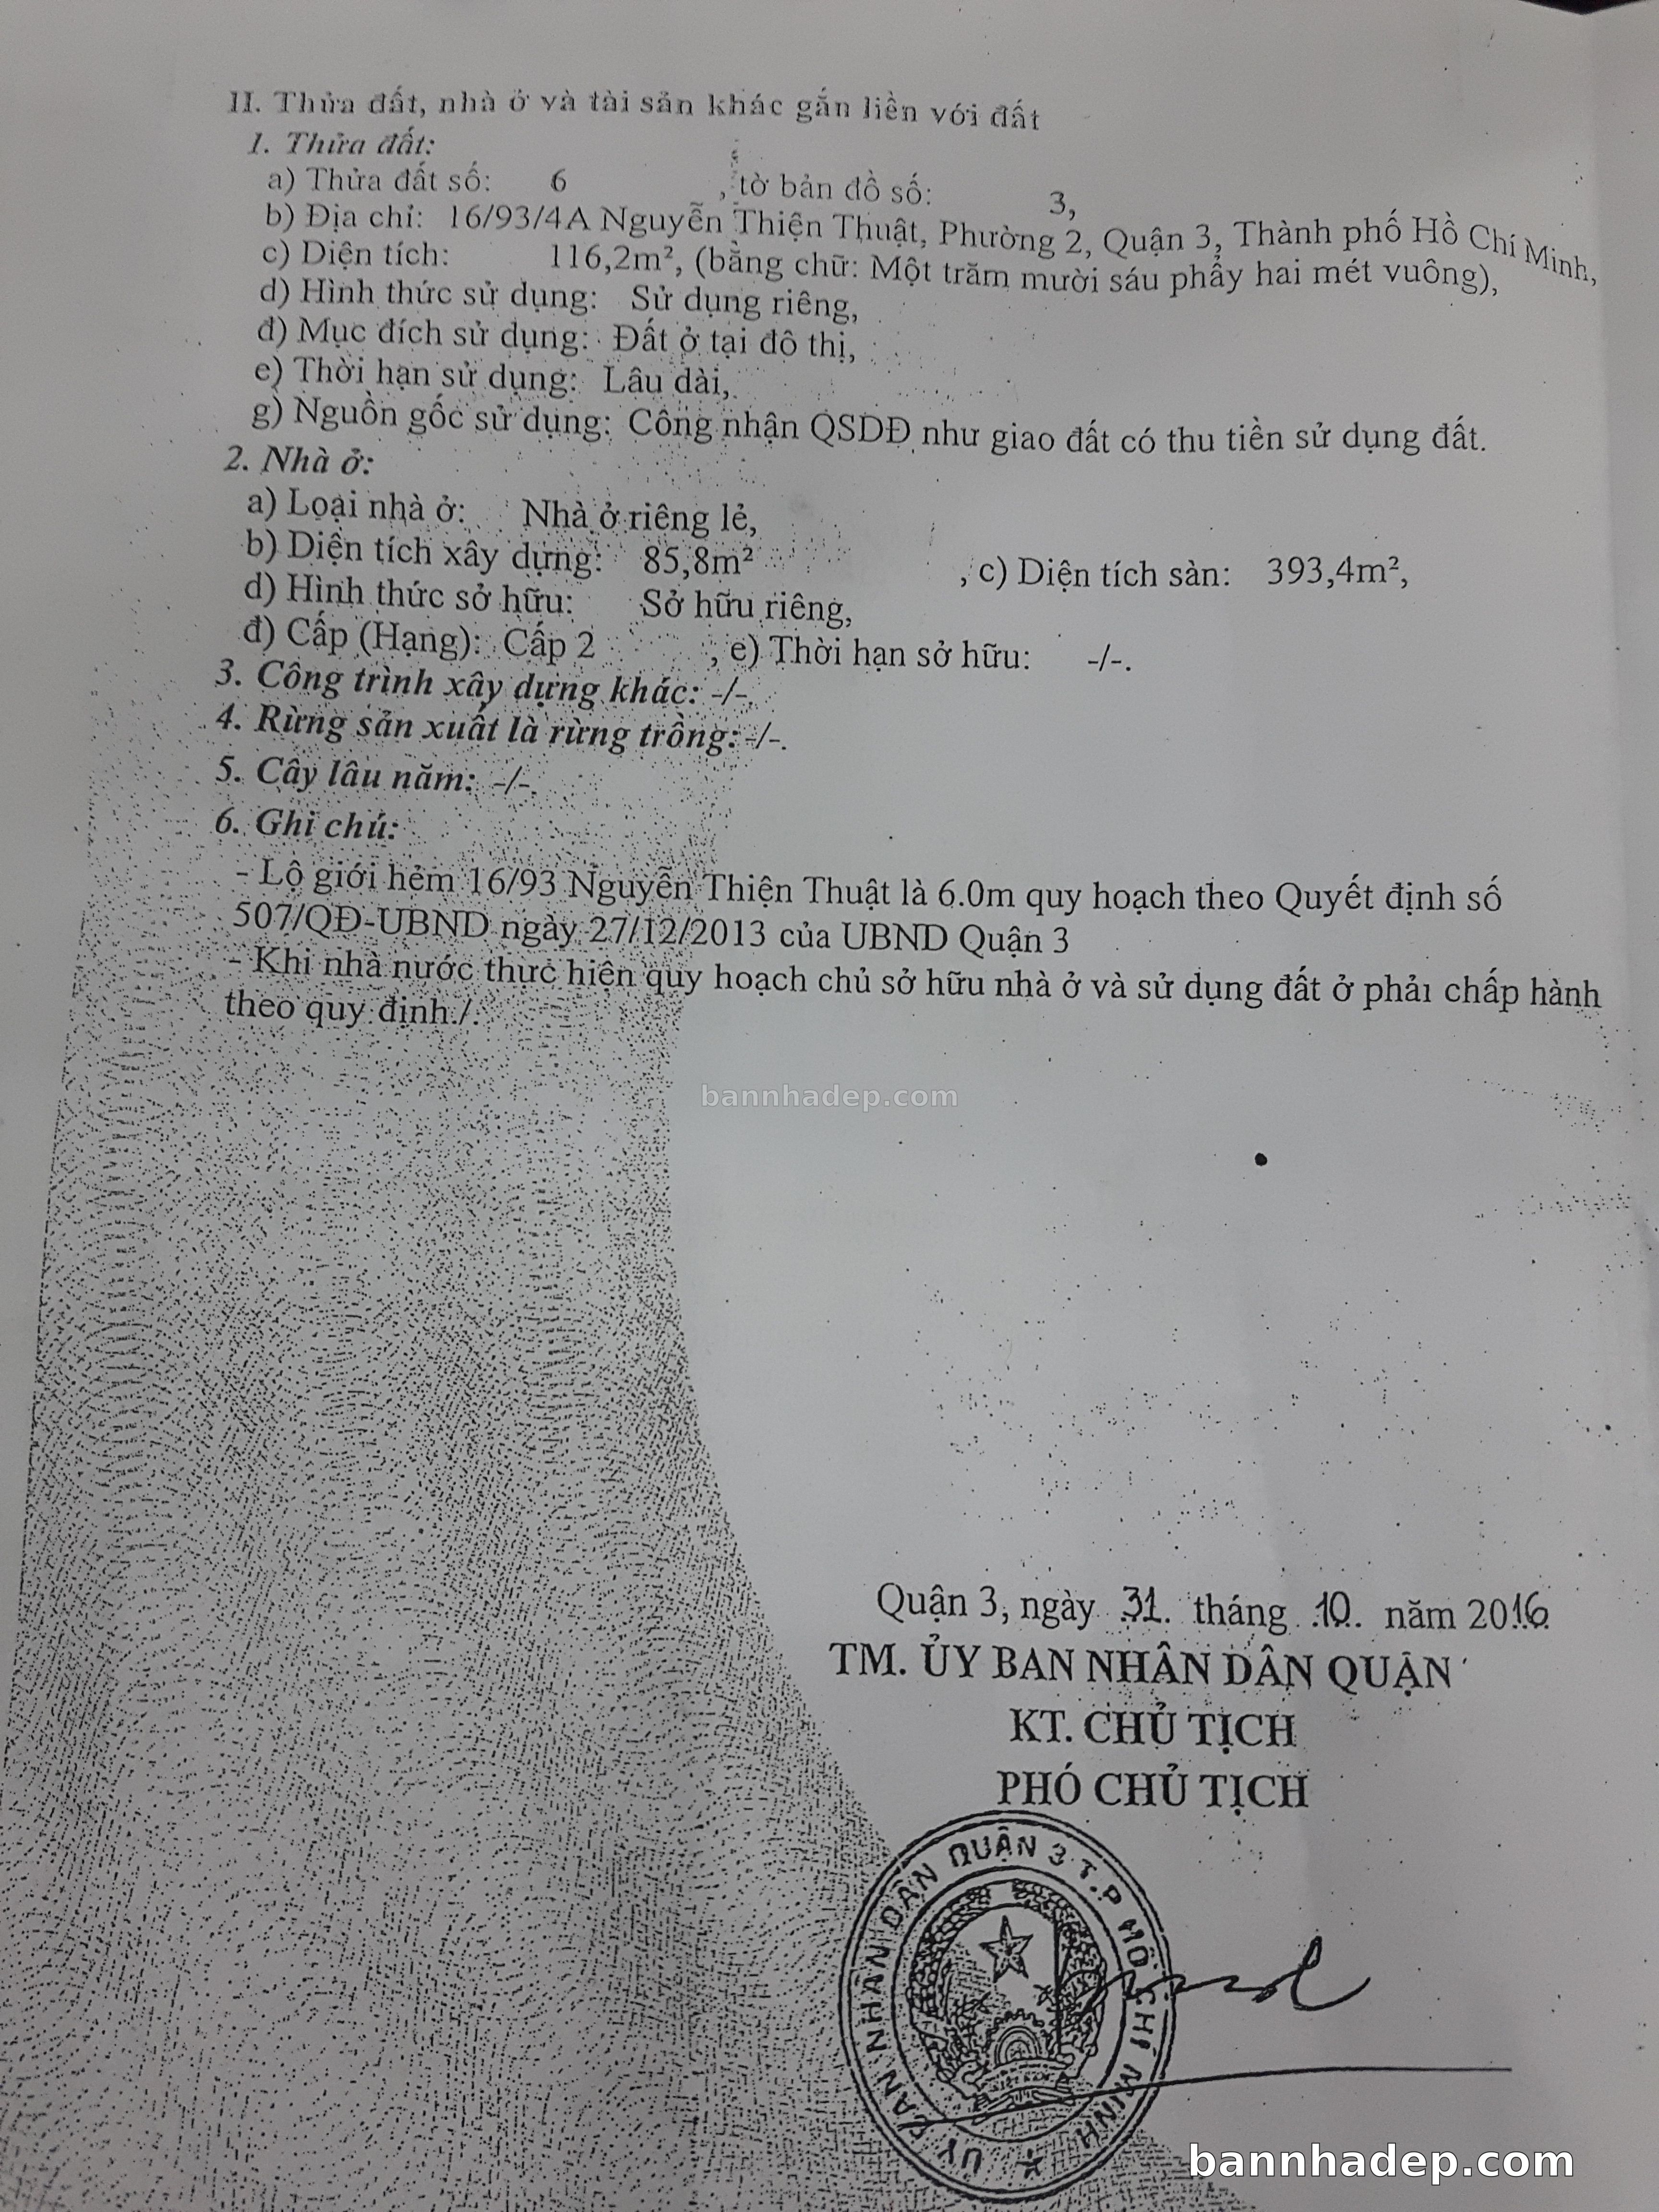 II. Thửa đất, nhà ở và tài sản khác gắn liền với đất
1. Thửa đất:
a) Thửa đất số: 6 , tờ bản đồ số: 3,
b) Địa chỉ: 16/93/4A Nguyễn Thiện Thuật, Phường 2, Quận 3, Thành phố Hồ Chí Minh,
c) Diện tích: 116,2m², (bằng chữ: Một trăm mười sáu phẩy hai mét vuông),
d) Hình thức sử dụng: Sử dụng riêng,
đ) Mục đích sử dụng: Đất ở tại đô thị,
e) Thời hạn sử dụng: Lâu dài,
g) Nguồn gốc sử dụng: Công nhận QSDĐ như giao đất có thu tiền sử dụng đất.
2. Nhà ở:
a) Loại nhà ở: Nhà ở riêng lẻ,
b) Diện tích xây dựng: 85,8m² , c) Diện tích sàn: 393,4m²,
d) Hình thức sở hữu: Sở hữu riêng,
đ) Cấp (Hạng): Cấp 2 , e) Thời hạn sở hữu: -/-.
3. Công trình xây dựng khác: -/-.
4. Rừng sản xuất là rừng trồng: -/-.
5. Cây lâu năm: -/-.
6. Ghi chú:
- Lộ giới hẻm 16/93 Nguyễn Thiện Thuật là 6.0m quy hoạch theo Quyết định số
507/QĐ-UBND ngày 27/12/2013 của UBND Quận 3
- Khi nhà nước thực hiện quy hoạch chủ sở hữu nhà ở và sử dụng đất ở phải chấp hành
theo quy định./.
bannhadep.com
Quận 3, ngày 31 tháng 10 năm 2016
TM. ỦY BAN NHÂN DÂN QUẬN
KT. CHỦ TỊCH
PHÓ CHỦ TỊCH
ỦY BAN NHÂN DÂN QUẬN 3 T.P HỒ CHÍ MINH
bannhadep.com